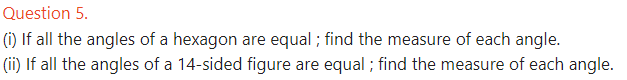 Question 5.
(i) If all the angles of a hexagon are equal ; find the measure of each angle.
(ii) If all the angles of a 14-sided figure are equal ; find the measure of each angle.